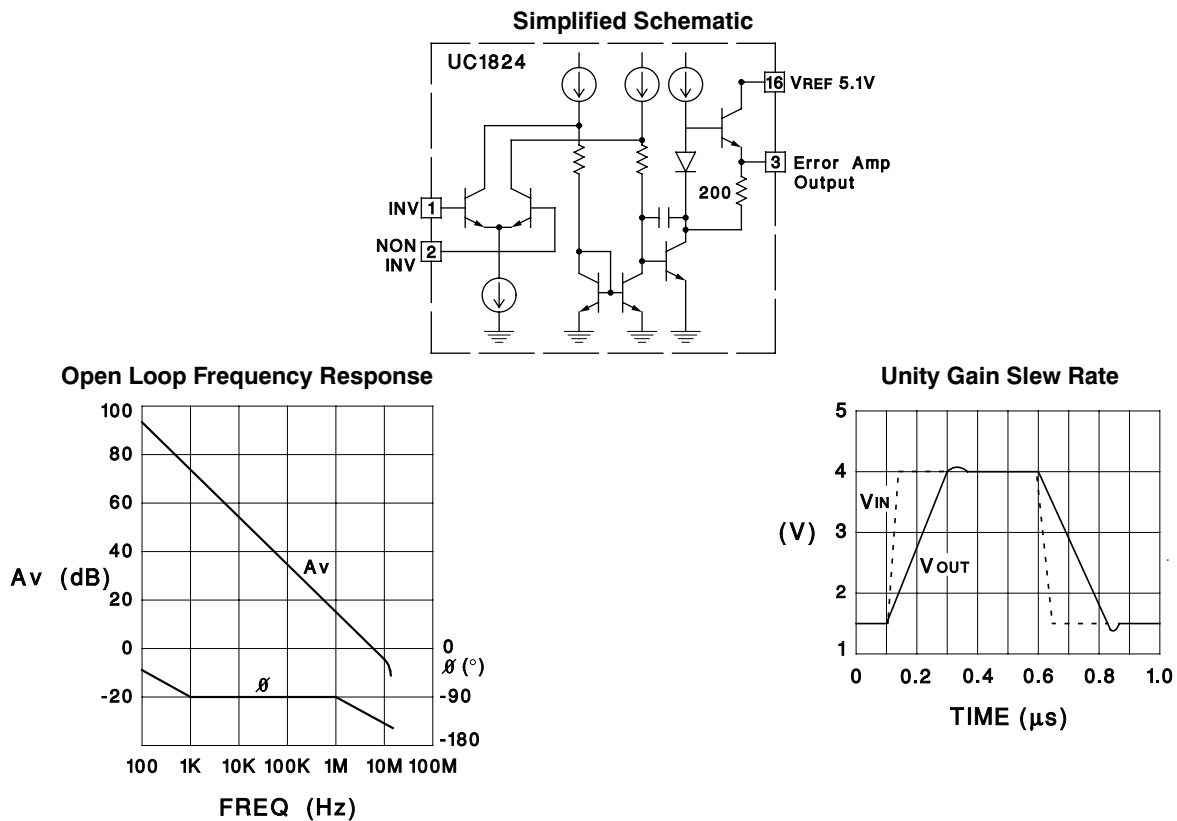 Simplified Schematic
UC1824
16 VREF 5.1V
3 Error Amp
Output
200
INV 1
NON
INV
2
Open Loop Frequency Response
100
80
60
40
20
0
-20
Av (dB)
Av
Ø
0
Ø (°)
-90
-180
100 1K 10K 100K 1M 10M 100M
FREQ (Hz)
Unity Gain Slew Rate
5
4
3
2
1
(V)
VIN
VOUT
0 0.2 0.4 0.6 0.8 1.0
TIME (μs)